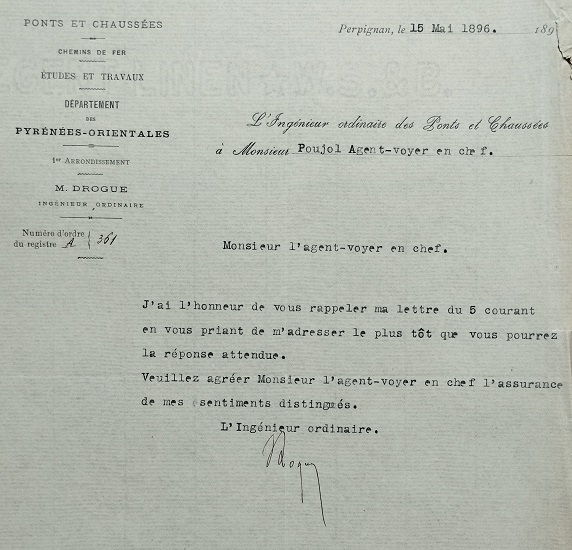 PONTS ET CHAUSSÉES
CHEMINS DE FER
ÉTUDES ET TRAVAUX
DÉPARTEMENT
DES
PYRÉNÉES-ORIENTALES
1er ARRONDISSEMENT
M. DROGUE
INGÉNIEUR ORDINAIRE
Numéro d'ordre
du registre A 361
Perpignan, le 15 Mai 1896. 189
L'Ingénieur ordinaire des Ponts et Chaussées
à Monsieur Poujol Agent-voyer en chef.
Monsieur l'agent-voyer en chef.
J'ai l'honneur de vous rappeler ma lettre du 5 courant
en vous priant de m'adresser le plus tôt que vous pourrez
la réponse attendue.
Veuillez agréer Monsieur l'agent-voyer en chef l'assurance
de mes sentiments distingués.
L'Ingénieur ordinaire.
Drogue